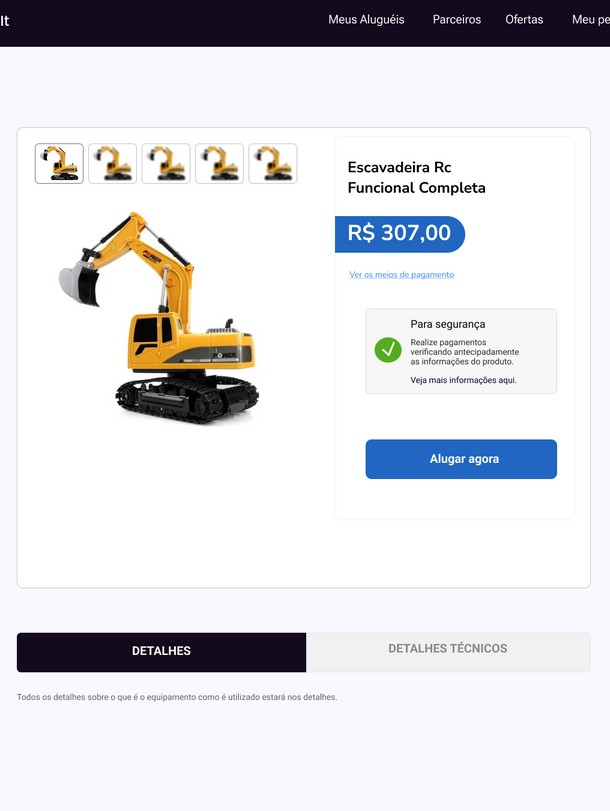 lt
Meus Aluguéis
Parceiros
Ofertas
Meu pe
Escavadeira Rc
Funcional Completa
R$ 307,00
Ver os meios de pagamento
POWER
POWER
Para segurança
Realize pagamentos
verificando antecipadamente
as informações do produto.
Veja mais informações aqui.
Alugar agora
DETALHES
DETALHES TÉCNICOS
Todos os detalhes sobre o que é o equipamento como é utilizado estará nos detalhes.